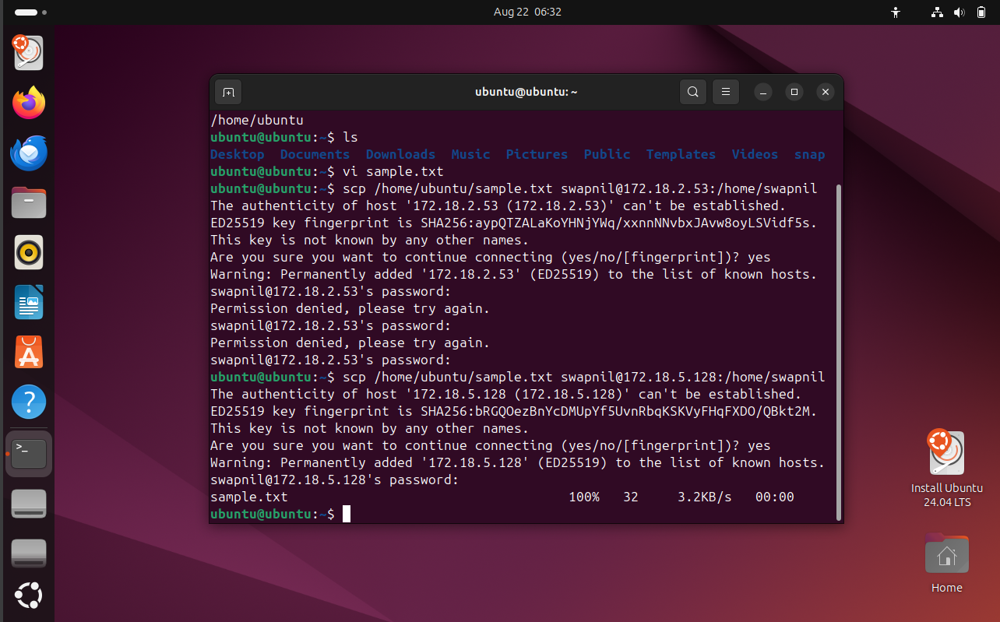 Aug 22  06:32
ubuntu@ubuntu: ~
/home/ubuntu
ubuntu@ubuntu:~$ ls
Desktop  Documents  Downloads  Music  Pictures  Public  Templates  Videos  snap
ubuntu@ubuntu:~$ vi sample.txt
ubuntu@ubuntu:~$ scp /home/ubuntu/sample.txt swapnil@172.18.2.53:/home/swapnil
The authenticity of host '172.18.2.53 (172.18.2.53)' can't be established.
ED25519 key fingerprint is SHA256:aypQTZALaKoYHNjYWq/xxnnNNvbxJAvw8oyLSVidf5s.
This key is not known by any other names.
Are you sure you want to continue connecting (yes/no/[fingerprint])? yes
Warning: Permanently added '172.18.2.53' (ED25519) to the list of known hosts.
swapnil@172.18.2.53's password:
Permission denied, please try again.
swapnil@172.18.2.53's password:
Permission denied, please try again.
swapnil@172.18.2.53's password:
ubuntu@ubuntu:~$ scp /home/ubuntu/sample.txt swapnil@172.18.5.128:/home/swapnil
The authenticity of host '172.18.5.128 (172.18.5.128)' can't be established.
ED25519 key fingerprint is SHA256:bRGQOezBnYcDMUpYf5UvnRbqKSKVyFHqFXDO/QBkt2M.
This key is not known by any other names.
Are you sure you want to continue connecting (yes/no/[fingerprint])? yes
Warning: Permanently added '172.18.5.128' (ED25519) to the list of known hosts.
swapnil@172.18.5.128's password:
sample.txt                                    100%   32     3.2KB/s   00:00
ubuntu@ubuntu:~$
Install Ubuntu
24.04 LTS
Home